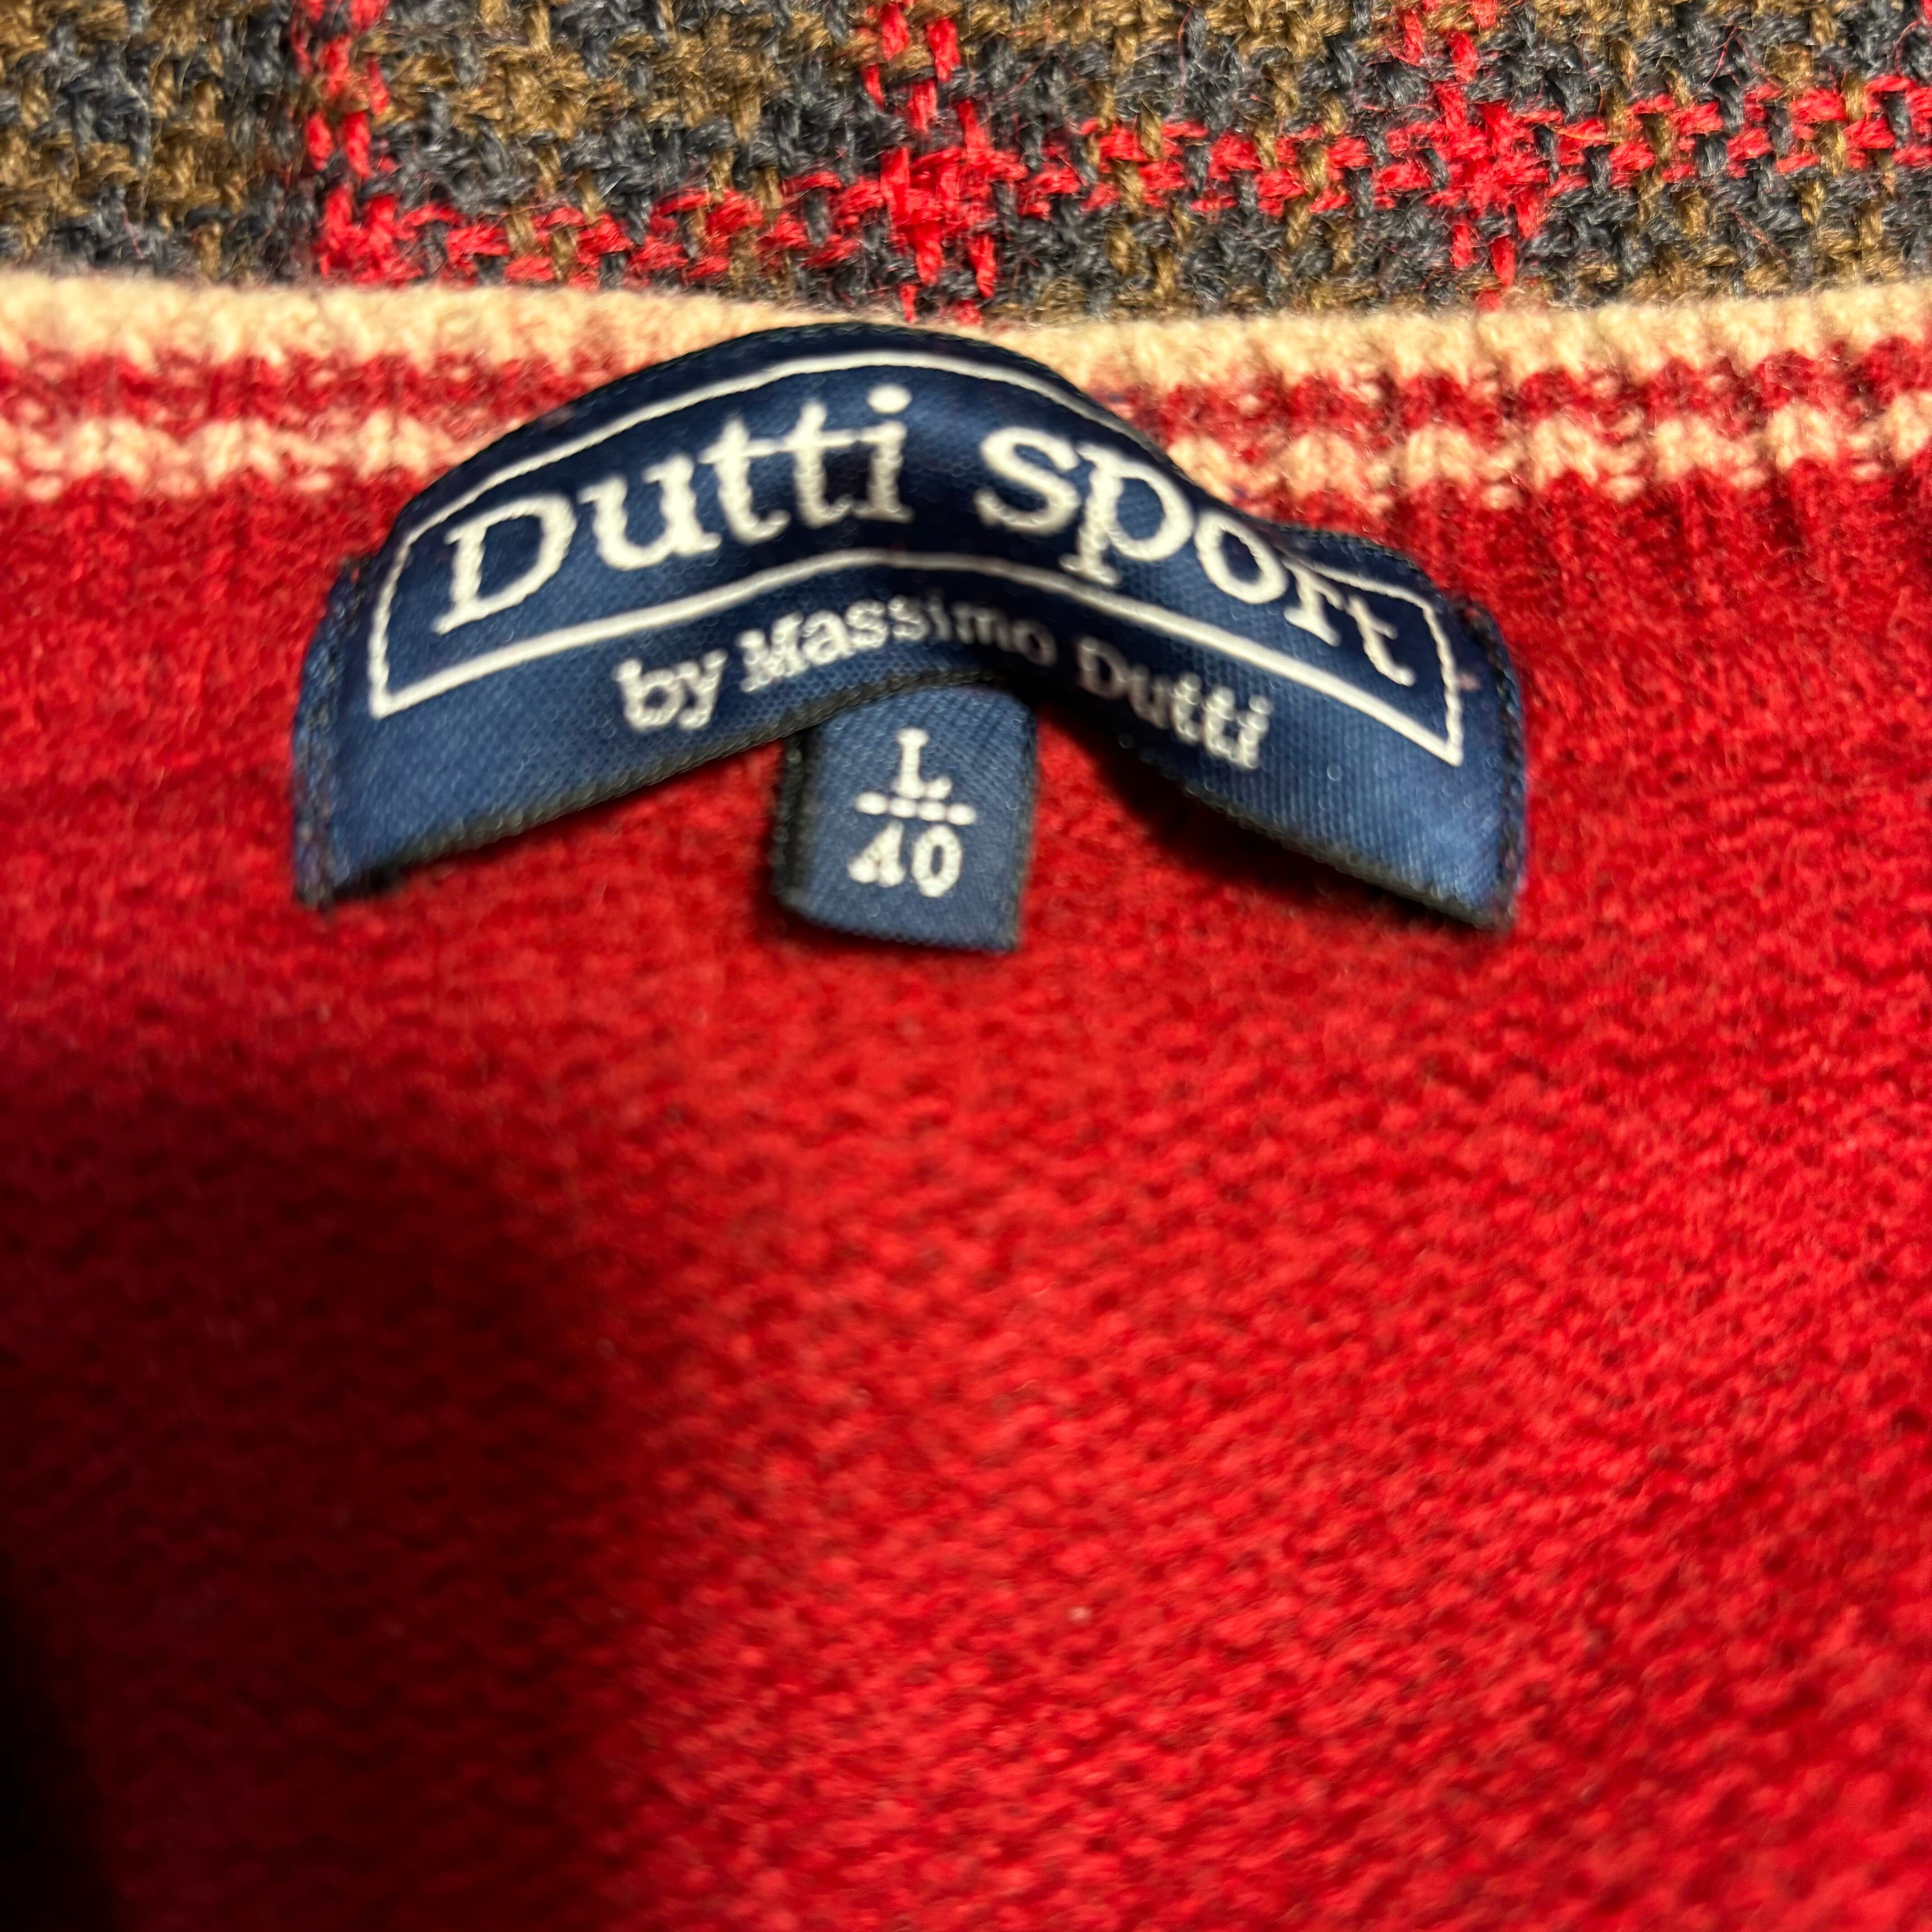 Dutti Sport
by Massimo Dutti
L
40